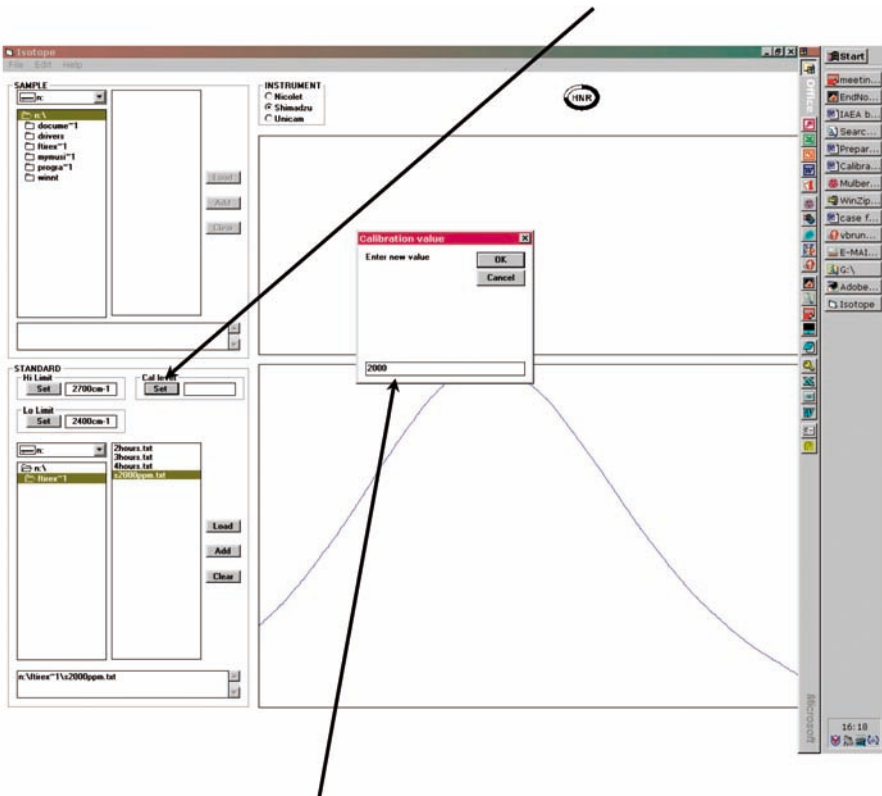 Isotope
File Edit Help
SAMPLE
n:
n:\
docume~1
drivers
ftirex~1
mymusi~1
progra~1
winnt
Load
Add
Clear
INSTRUMENT
Nicolet
Shimadzu
Unicam
HNR
Calibration value
Enter new value
OK
Cancel
2000
STANDARD
Hi Limit
Set 2700cm-1
Cal level
Set
Lo Limit
Set 2400cm-1
n:
n:\
ftirex~1
2hours.txt
3hours.txt
4hours.txt
s2000ppm.txt
Load
Add
Clear
n:\ftirex~1\s2000ppm.txt
Office
Microsoft
Start
meetin...
EndNo...
IAEA b...
Searc...
Prepar...
Calibra...
Mulber...
WinZip...
case f...
vbrun...
E-MAI...
G:\
Adobe...
Isotope
16:10